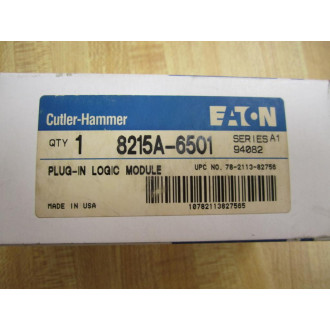 Cutler-Hammer EATON
QTY 1 8215A-6501 SERIES A1
94082
PLUG-IN LOGIC MODULE UPC NO. 78-2113-82756
MADE IN USA
10782113827565